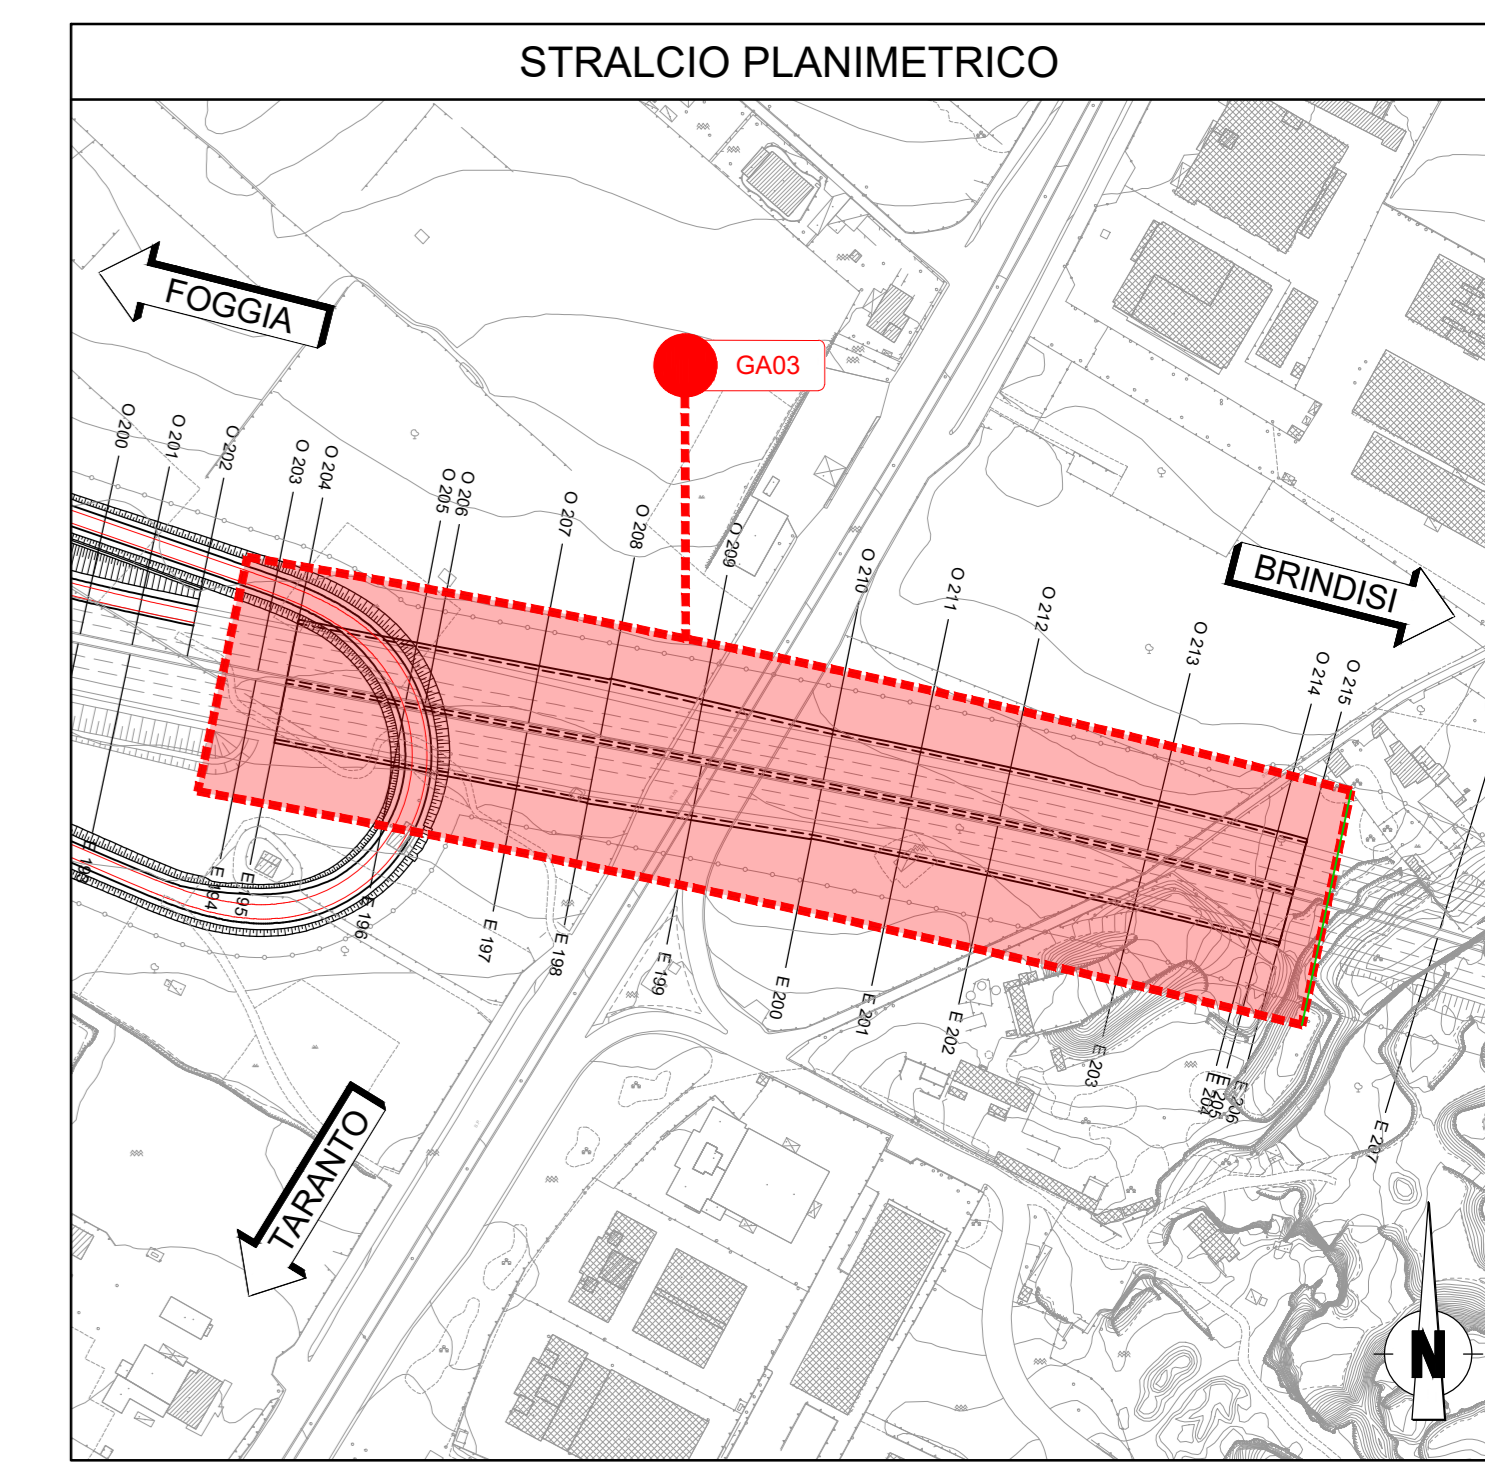 STRALCIO PLANIMETRICO
FOGGIA
GA03
BRINDISI
O 200
O 201
O 202
O 203
O 204
O 205
O 206
O 207
O 208
O 209
O 210
O 211
O 212
O 213
O 214
O 215
E 194
E 195
E 196
E 197
E 198
E 199
E 200
E 201
E 202
E 203
E 204
E 205
E 206
E 207
TARANTO
N